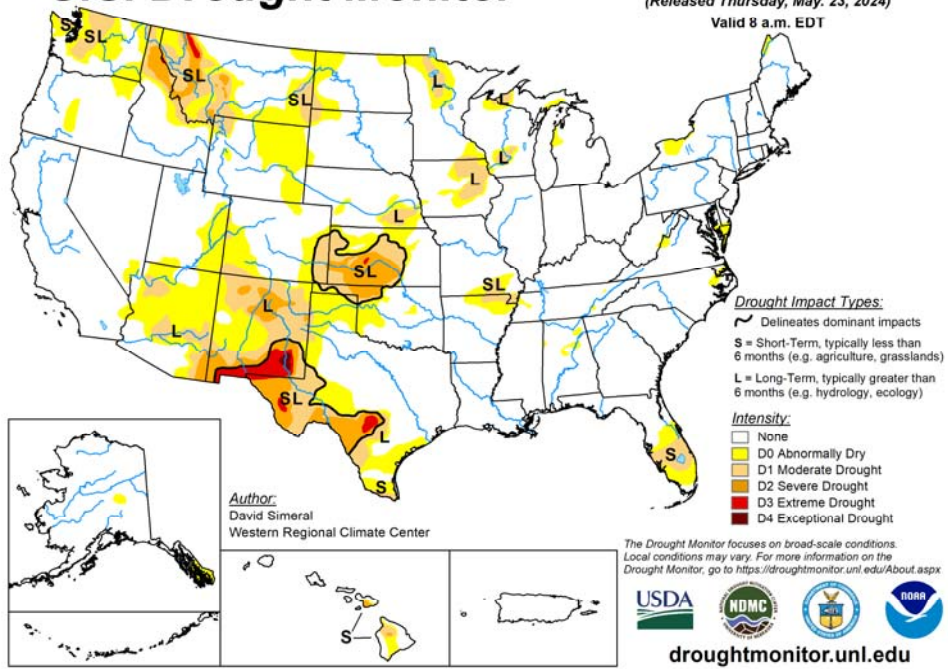 U.S. Drought Monitor
(Released Thursday, May. 23, 2024)
Valid 8 a.m. EDT
S
SL
SL
SL
L
L
L
L
L
SL
SL
L
L
SL
L
S
S
S
Drought Impact Types:
Delineates dominant impacts
S = Short-Term, typically less than
6 months (e.g. agriculture, grasslands)
L = Long-Term, typically greater than
6 months (e.g. hydrology, ecology)
Intensity:
None
D0 Abnormally Dry
D1 Moderate Drought
D2 Severe Drought
D3 Extreme Drought
D4 Exceptional Drought
Author:
David Simeral
Western Regional Climate Center
The Drought Monitor focuses on broad-scale conditions.
Local conditions may vary. For more information on the
Drought Monitor, go to https://droughtmonitor.unl.edu/About.aspx
USDA
NDMC
NOAA
droughtmonitor.unl.edu